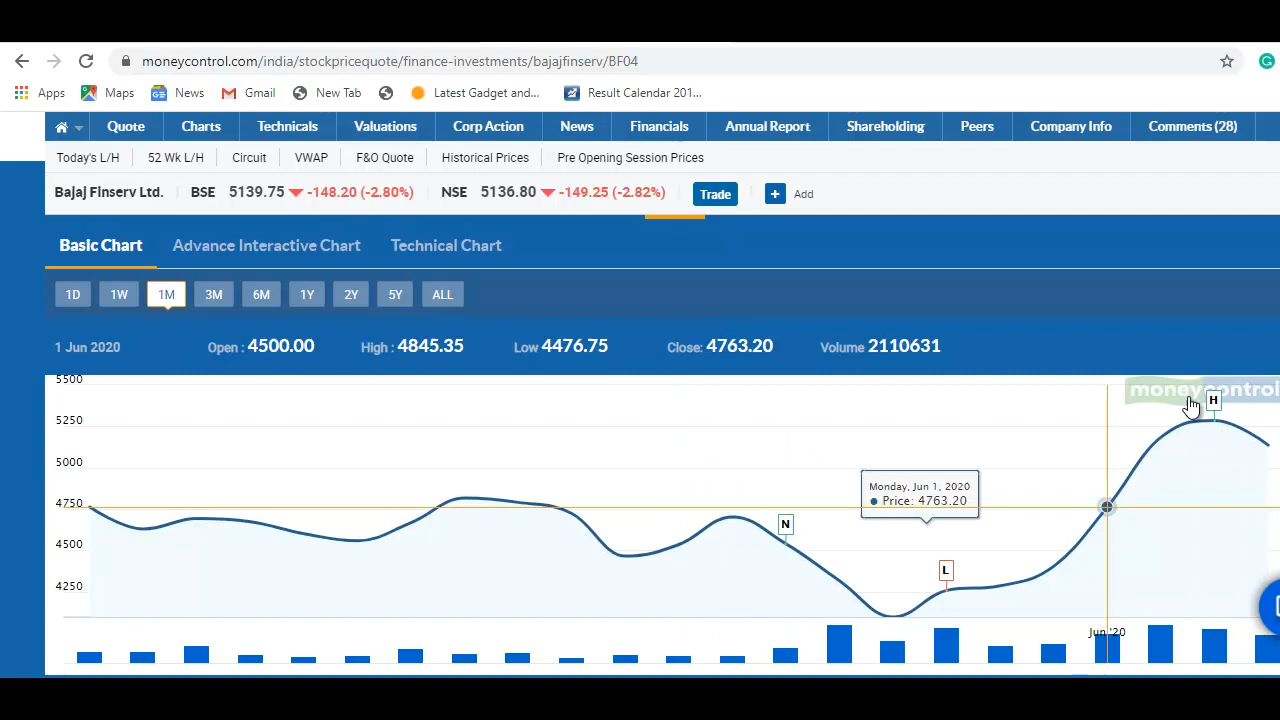 moneycontrol.com/india/stockpricequote/finance-investments/bajajfinserv/BF04
Apps Maps News Gmail New Tab Latest Gadget and... Result Calendar 201...
Quote Charts Technicals Valuations Corp Action News Financials Annual Report Shareholding Peers Company Info Comments (28)
Today's L/H 52 Wk L/H Circuit VWAP F&O Quote Historical Prices Pre Opening Session Prices
Bajaj Finserv Ltd. BSE 5139.75 -148.20 (-2.80%) NSE 5136.80 -149.25 (-2.82%) Trade + Add
Basic Chart Advance Interactive Chart Technical Chart
1D 1W 1M 3M 6M 1Y 2Y 5Y ALL
1 Jun 2020 Open : 4500.00 High : 4845.35 Low 4476.75 Close: 4763.20 Volume 2110631
5500
moneycontrol
H
5250
5000
Monday, Jun 1, 2020
Price: 4763.20
4750
N
4500
L
4250
Jun '20